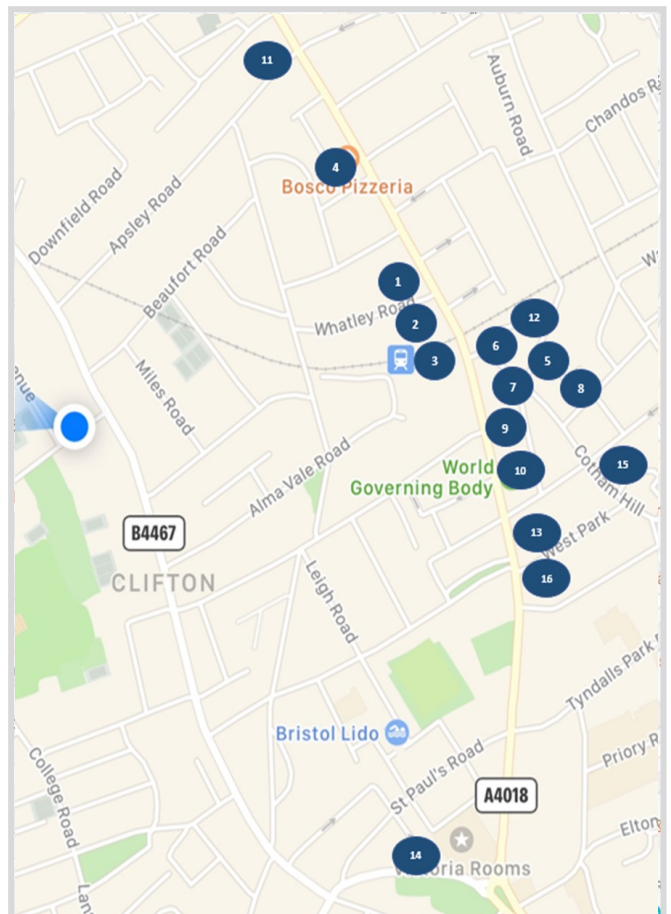 11
Auburn Road
Chandos R
4
Bosco Pizzeria
Downfield Road
Apsley Road
Beaufort Road
1
Whatley Road
2
12
3
6
5
7
8
Miles Road
enue
9
Cotham Hill
15
World
Governing Body
10
Alma Vale Road
B4467
13
West Park
CLIFTON
16
Leigh Road
Tyndalls Park
Bristol Lido
St Paul's Road
Priory R
College Road
A4018
Elton
14
oria Rooms
Lan